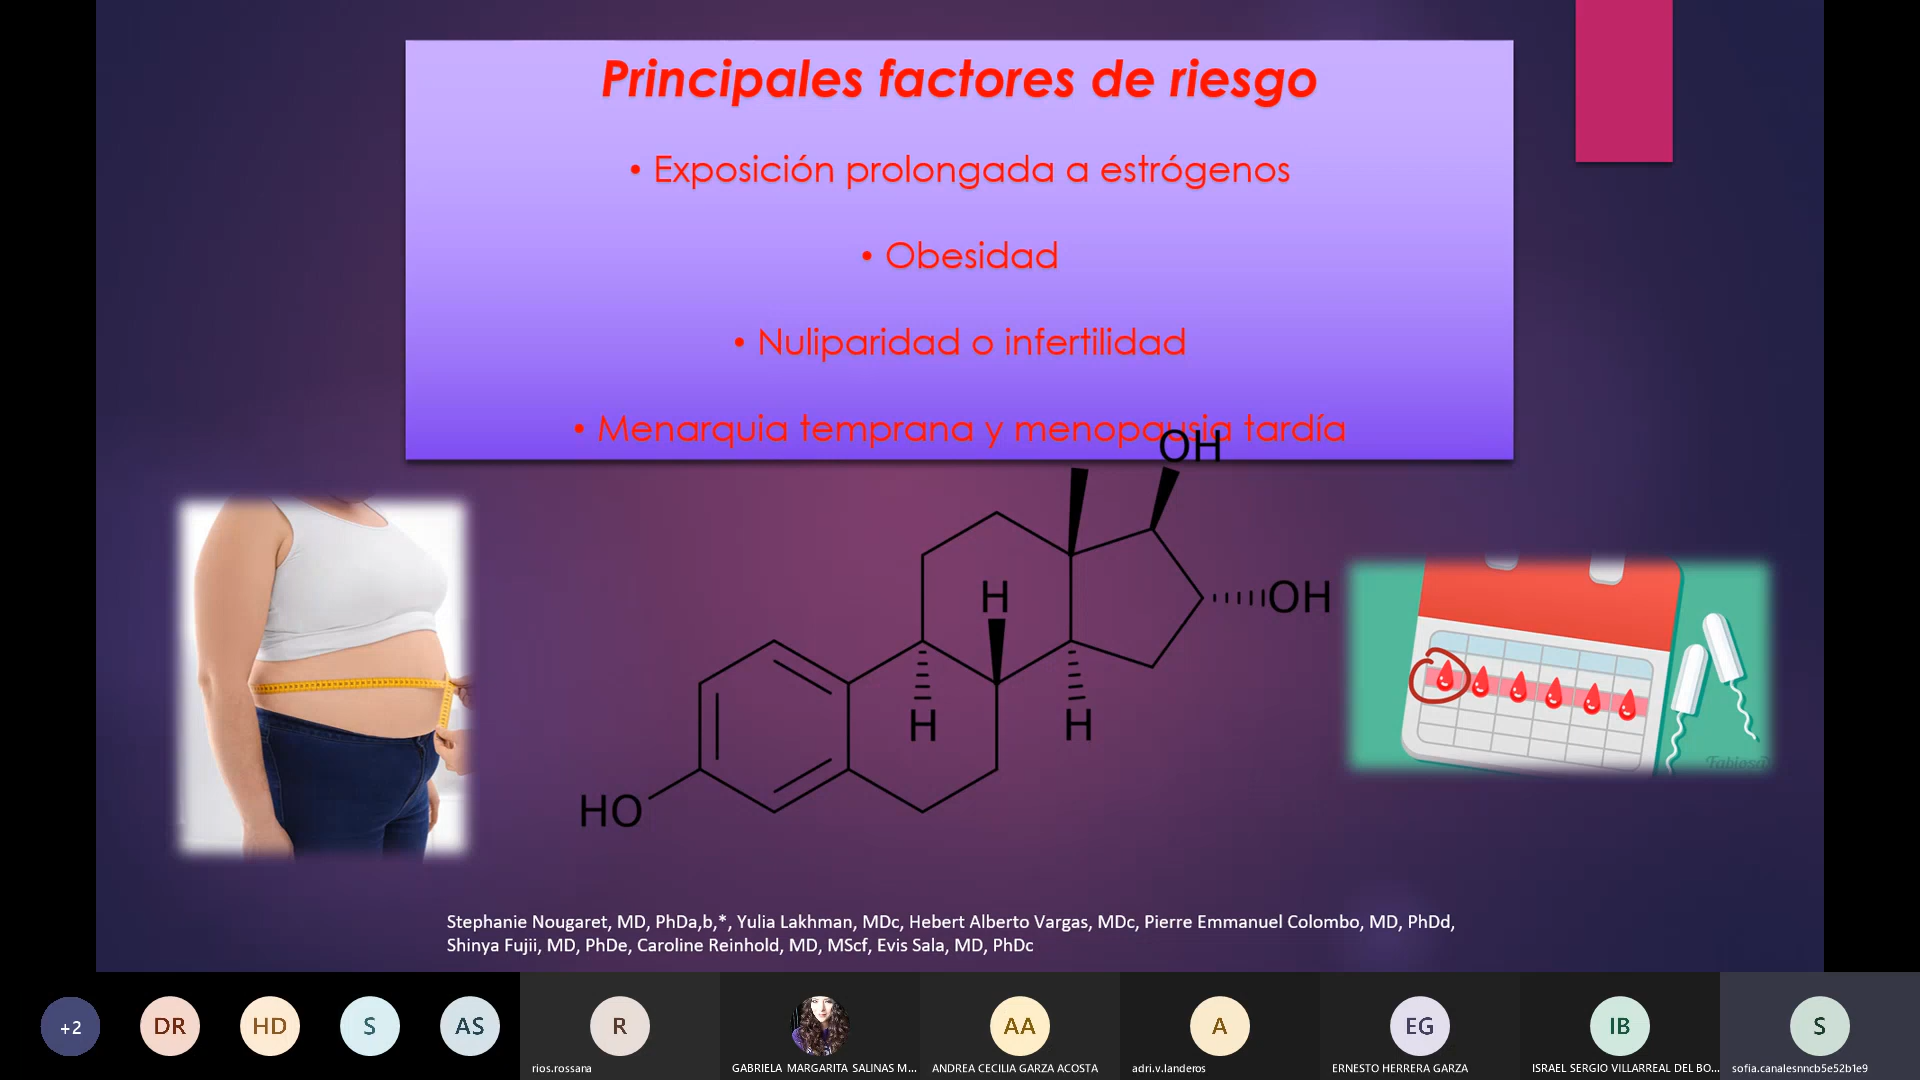 Principales factores de riesgo
• Exposición prolongada a estrógenos
• Obesidad
• Nuliparidad o infertilidad
• Menarquia temprana y menopausia tardía
OH
H
OH
H
H
HO
Fabiosa
Stephanie Nougaret, MD, PhDa,b,*, Yulia Lakhman, MDc, Hebert Alberto Vargas, MDc, Pierre Emmanuel Colombo, MD, PhDd,
Shinya Fujii, MD, PhDe, Caroline Reinhold, MD, MScf, Evis Sala, MD, PhDc
+2
DR
HD
S
AS
R
AA
A
EG
IB
S
rios.rossana
GABRIELA MARGARITA SALINAS M...
ANDREA CECILIA GARZA ACOSTA
adri.v.landeros
ERNESTO HERRERA GARZA
ISRAEL SERGIO VILLARREAL DEL BO...
sofia.canalesnncb5e52b1e9